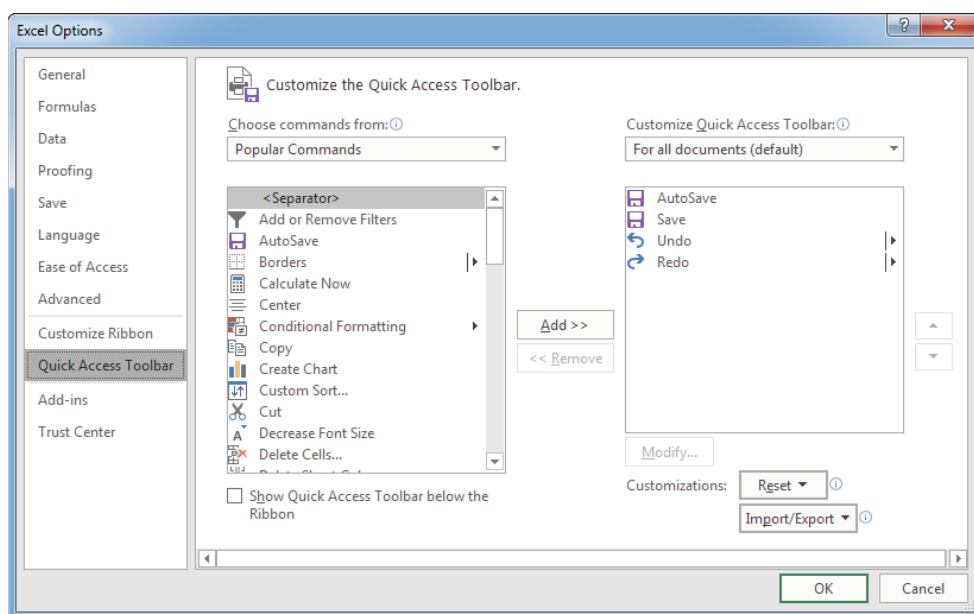 Excel Options
General
Formulas
Data
Proofing
Save
Language
Ease of Access
Advanced
Customize Ribbon
Quick Access Toolbar
Add-ins
Trust Center
Customize the Quick Access Toolbar.
Choose commands from:
Popular Commands
<Separator>
Add or Remove Filters
AutoSave
Borders
Calculate Now
Center
Conditional Formatting
Copy
Create Chart
Custom Sort...
Cut
Decrease Font Size
Delete Cells...
Show Quick Access Toolbar below the
Ribbon
Add >>
<< Remove
Customize Quick Access Toolbar:
For all documents (default)
AutoSave
Save
Undo
Redo
Modify...
Customizations:
Reset
Import/Export
OK
Cancel